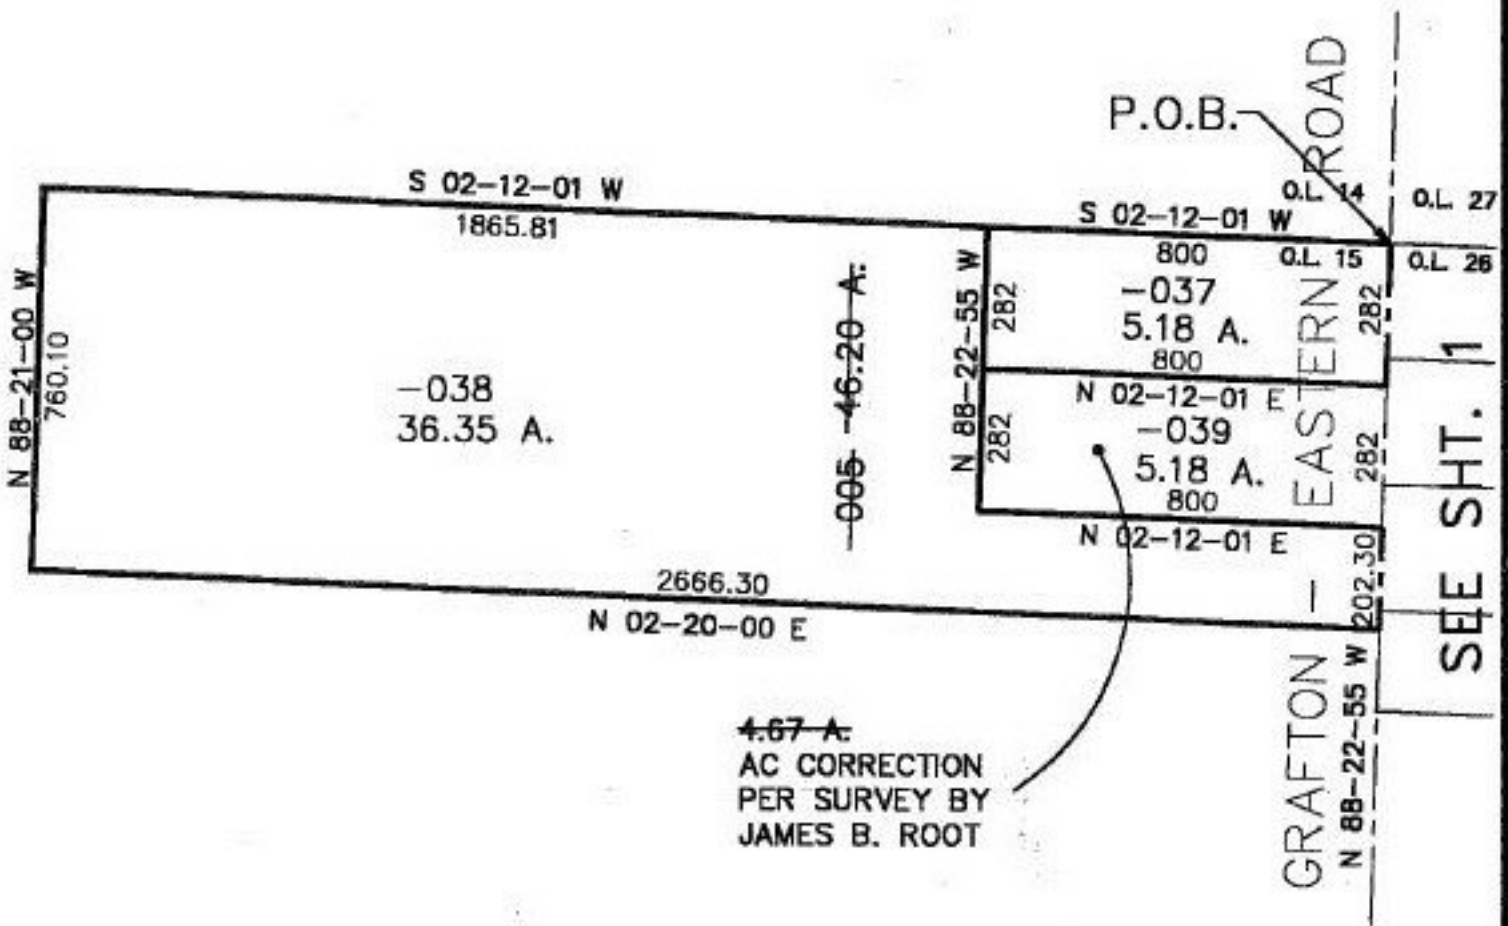 P.O.B.
ROAD
O.L. 14
O.L. 27
S 02-12-01 W
1865.81
S 02-12-01 W
800
O.L. 15
O.L. 26
N 88-21-00 W
760.10
-038
36.35 A.
005 46.20 A.
N 88-22-55 W
282
-037
5.18 A.
800
282
N 02-12-01 E
282
-039
5.18 A.
800
282
N 02-12-01 E
GRAFTON - EASTERN
SEE SHT. 1
202.30
N 88-22-55 W
2666.30
N 02-20-00 E
4.67 A.
AC CORRECTION
PER SURVEY BY
JAMES B. ROOT